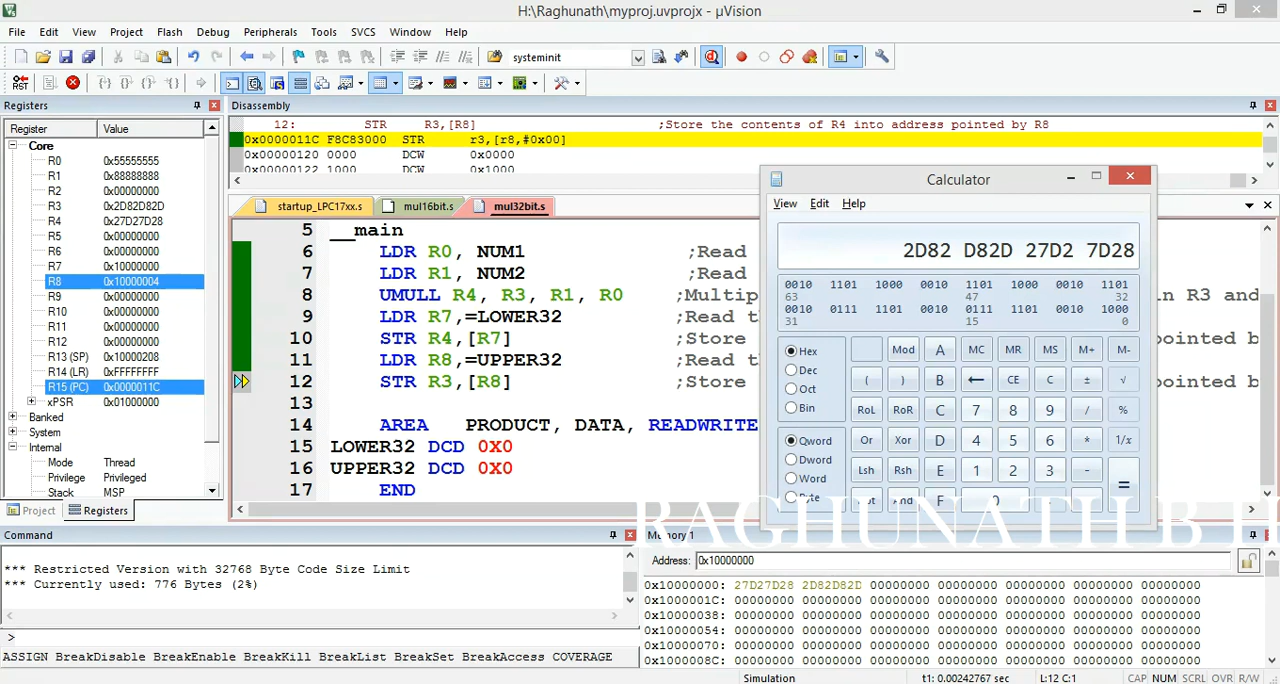 H:\Raghunath\myproj.uvprojx - µVision
File Edit View Project Flash Debug Peripherals Tools SVCS Window Help
systeminit
Registers
Register Value
Core
R0 0x55555555
R1 0x88888888
R2 0x00000000
R3 0x2D82D82D
R4 0x27D27D28
R5 0x00000000
R6 0x00000000
R7 0x10000000
R8 0x10000004
R9 0x00000000
R10 0x00000000
R11 0x00000000
R12 0x00000000
R13 (SP) 0x10000208
R14 (LR) 0xFFFFFFFF
R15 (PC) 0x0000011C
xPSR 0x01000000
Banked
System
Internal
Mode Thread
Privilege Privileged
Stack MSP
Project Registers
Disassembly
12: STR R3,[R8] ;Store the contents of R4 into address pointed by R8
0x0000011C F8C83000 STR r3,[r8,#0x00]
0x00000120 0000 DCW 0x0000
0x00000122 1000 DCW 0x1000
startup_LPC17xx.s mul16bit.s mul32bit.s
5 __main
6 LDR R0, NUM1 ;Read
7 LDR R1, NUM2 ;Read
8 UMULL R4, R3, R1, R0 ;Multip n R3 and
9 LDR R7,=LOWER32 ;Read th
10 STR R4,[R7] ;Store pointed b
11 LDR R8,=UPPER32 ;Read th
12 STR R3,[R8] ;Store pointed b
13
14 AREA PRODUCT, DATA, READWRITE
15 LOWER32 DCD 0X0
16 UPPER32 DCD 0X0
17 END
Calculator
View Edit Help
2D82 D82D 27D2 7D28
0010 1101 1000 0010 1101 1000 0010 1101
63 47 32
0010 0111 1101 0010 0111 1101 0010 1000
31 15 0
Hex Mod A MC MR MS M+ M-
Dec ( ) B ← CE C ± √
Oct RoL RoR C 7 8 9 / %
Bin
Qword Or Xor D 4 5 6 * 1/x
Dword Lsh Rsh E 1 2 3 - =
Word
Byte Not And F 0 . +
RAGHUNATH B H
Command
*** Restricted Version with 32768 Byte Code Size Limit
*** Currently used: 776 Bytes (2%)
>
ASSIGN BreakDisable BreakEnable BreakKill BreakList BreakSet BreakAccess COVERAGE
Memory 1
Address: 0x10000000
0x10000000: 27D27D28 2D82D82D 00000000 00000000 00000000 00000000 00000000
0x1000001C: 00000000 00000000 00000000 00000000 00000000 00000000 00000000
0x10000038: 00000000 00000000 00000000 00000000 00000000 00000000 00000000
0x10000054: 00000000 00000000 00000000 00000000 00000000 00000000 00000000
0x10000070: 00000000 00000000 00000000 00000000 00000000 00000000 00000000
0x1000008C: 00000000 00000000 00000000 00000000 00000000 00000000 00000000
Simulation t1: 0.00242767 sec L:12 C:1 CAP NUM SCRL OVR R/W